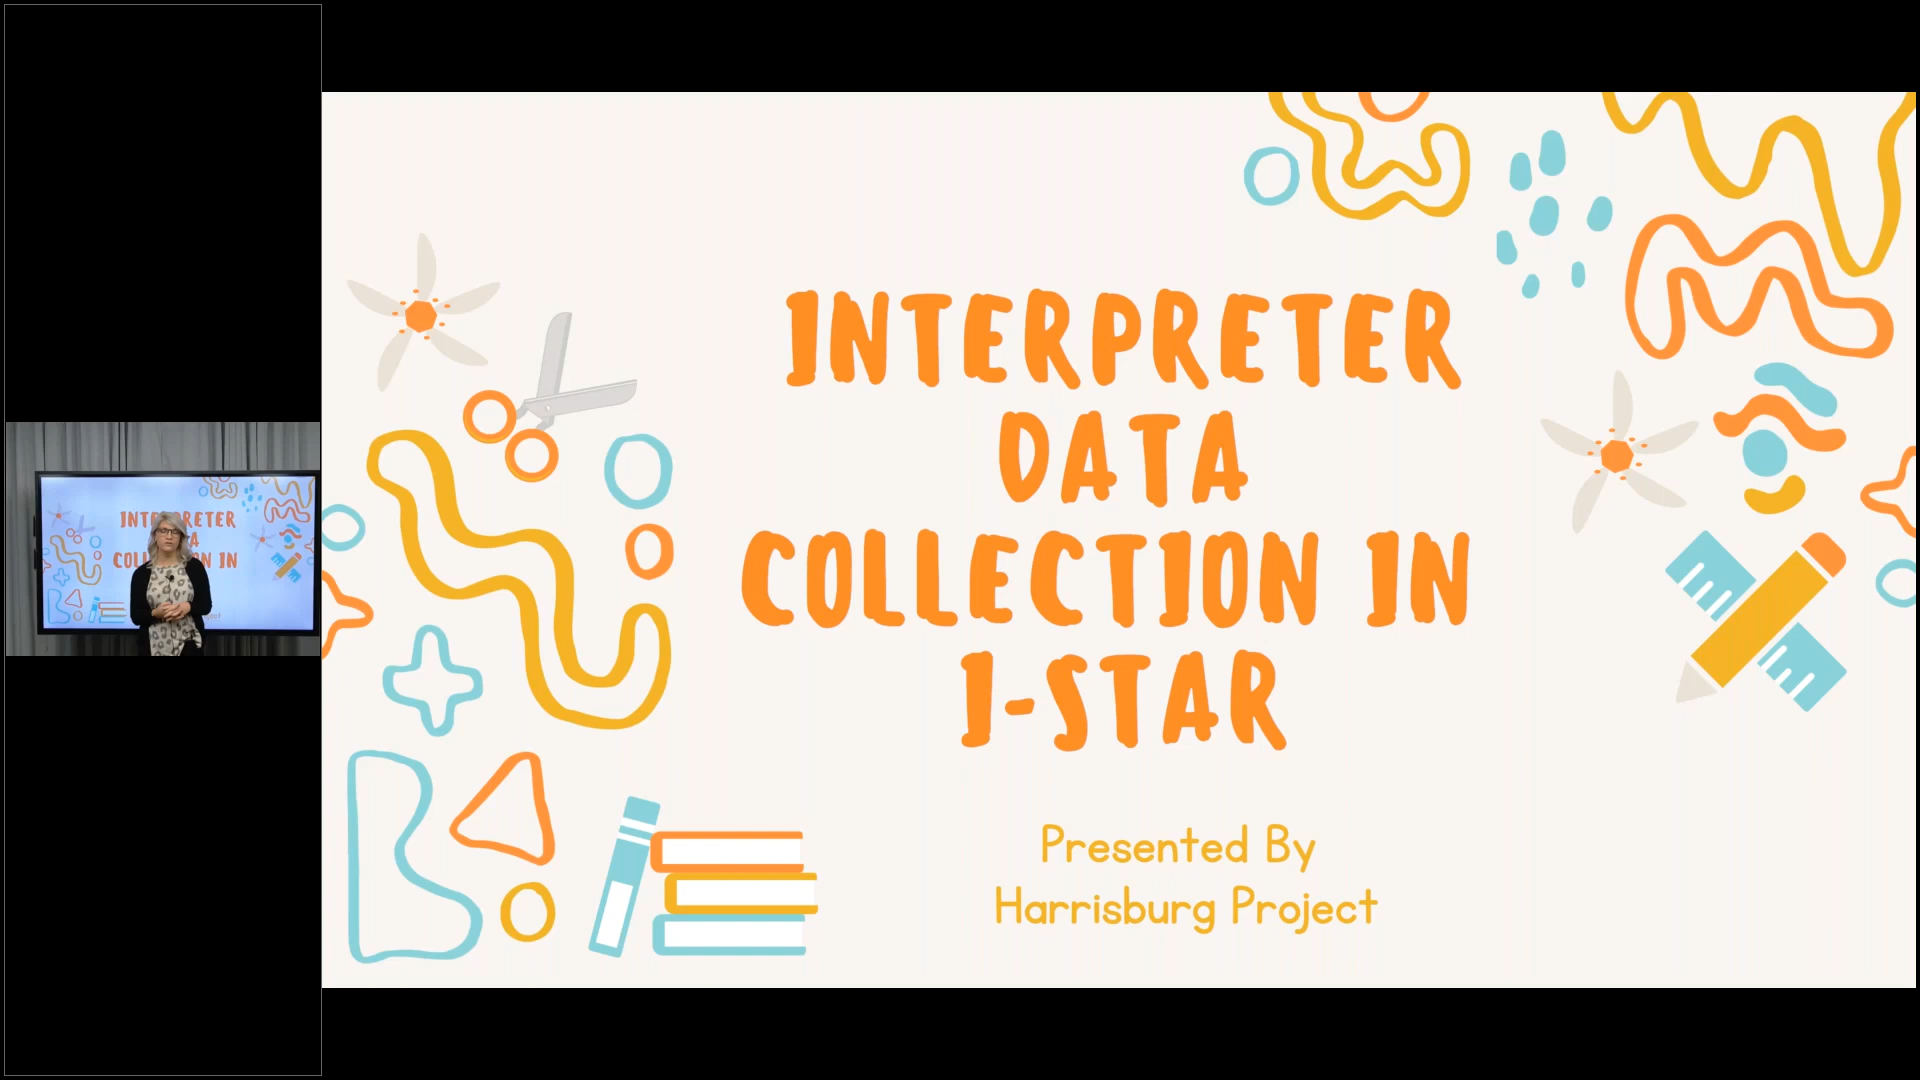 INTERPRETER
DATA
COLLECTION IN
I-STAR
Presented By
Harrisburg Project